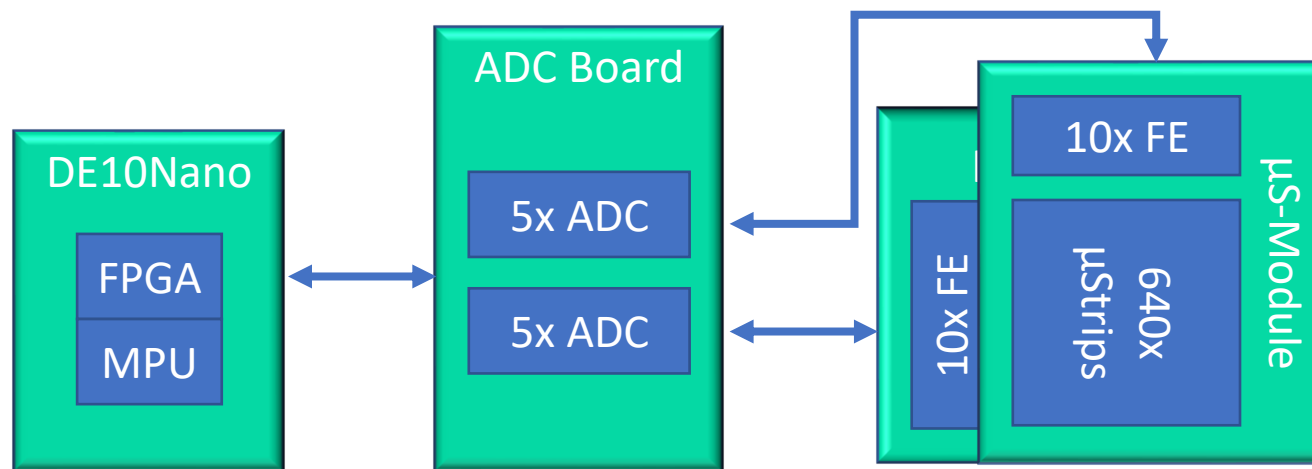 DE10Nano
FPGA
MPU
ADC Board
5x ADC
5x ADC
10x FE
10x FE
640x
µStrips
µS-Module